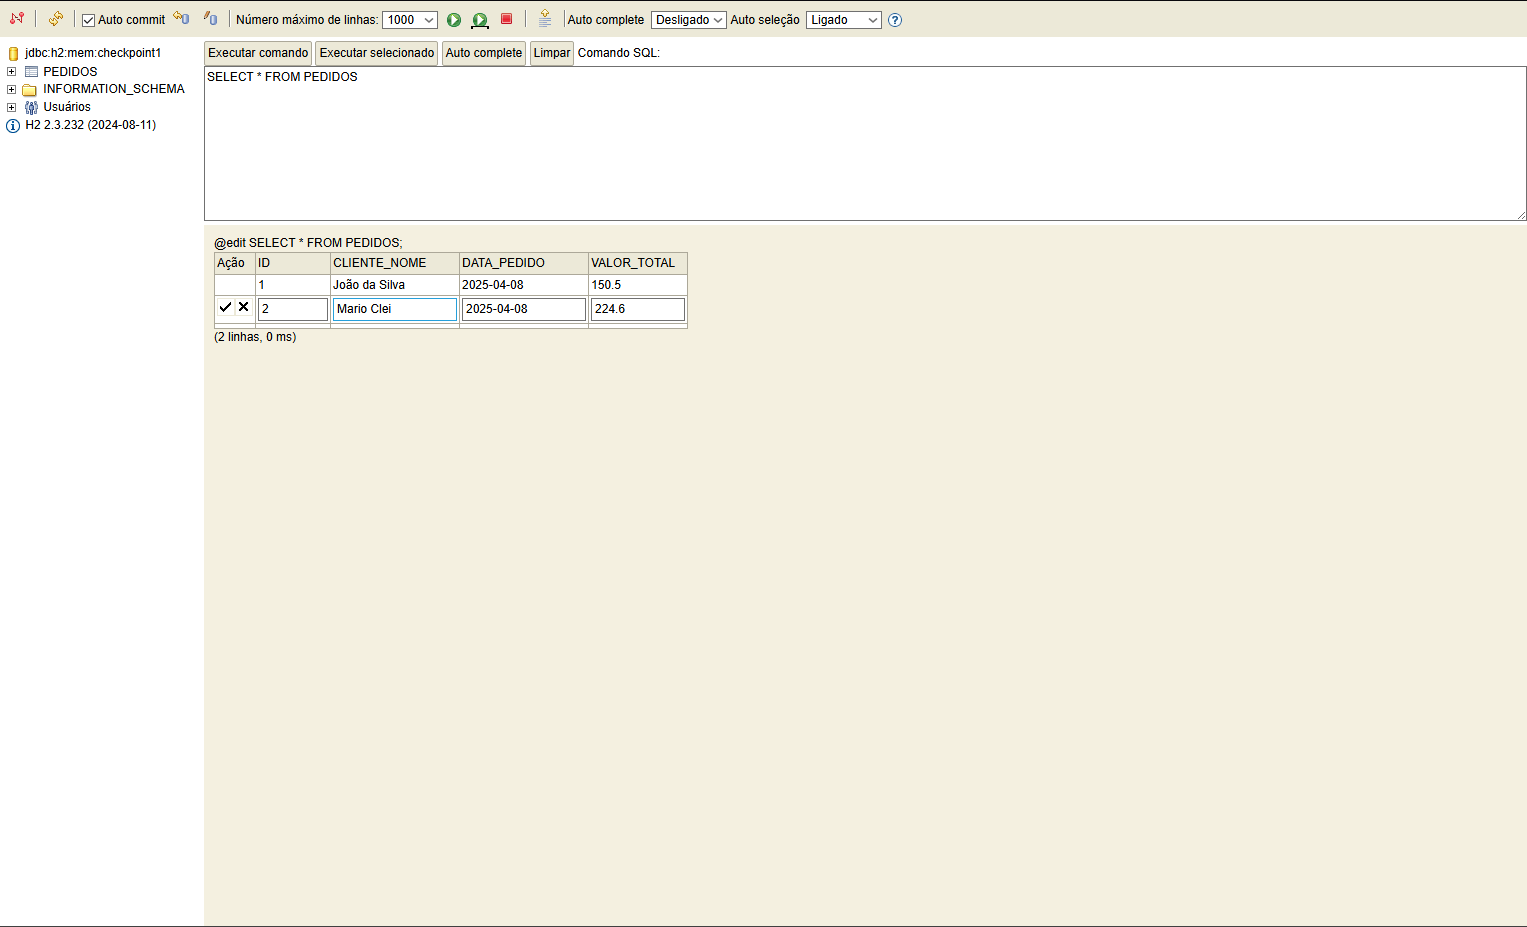 Auto commit Número máximo de linhas: 1000 Auto complete Desligado Auto seleção Ligado ?
jdbc:h2:mem:checkpoint1
PEDIDOS
INFORMATION_SCHEMA
Usuários
H2 2.3.232 (2024-08-11)
Executar comando Executar selecionado Auto complete Limpar Comando SQL:
SELECT * FROM PEDIDOS
@edit SELECT * FROM PEDIDOS;
Ação ID CLIENTE_NOME DATA_PEDIDO VALOR_TOTAL
1 João da Silva 2025-04-08 150.5
2 Mario Clei 2025-04-08 224.6
(2 linhas, 0 ms)